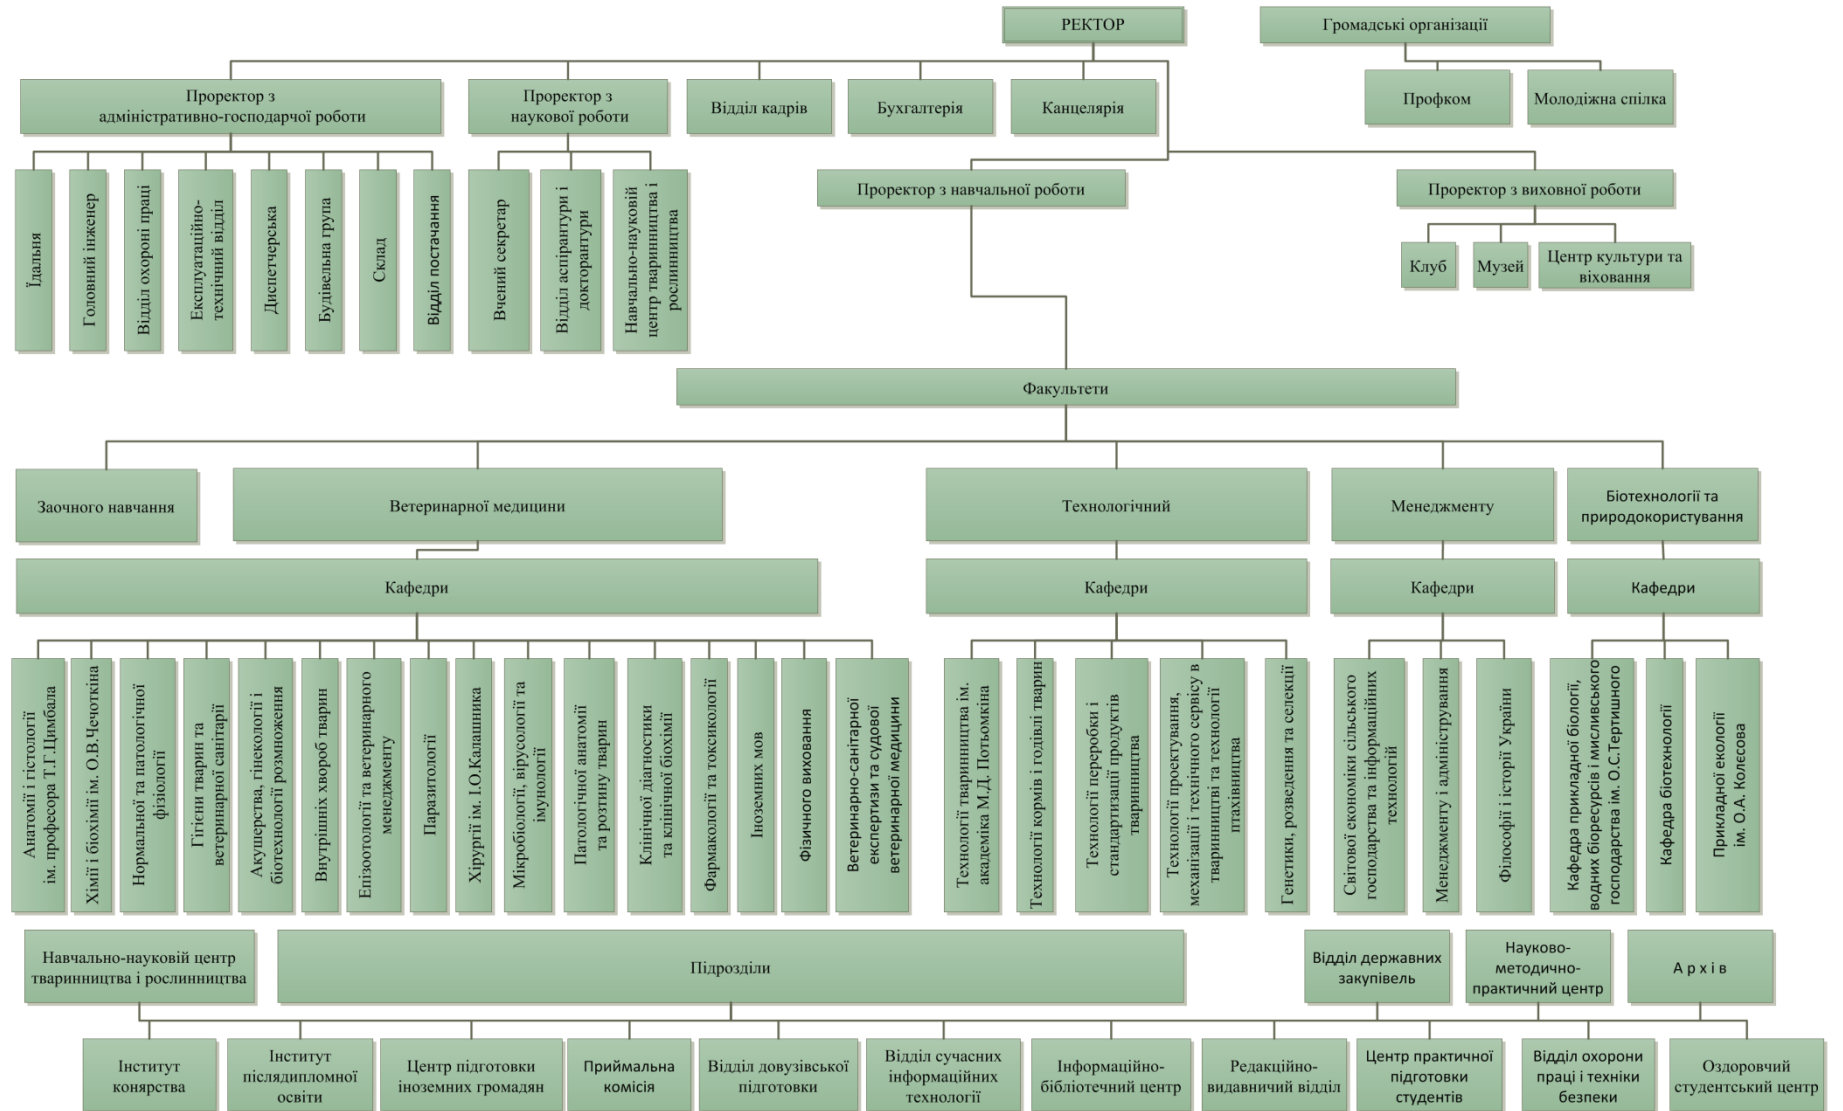 РЕКТОР
Громадські організації
Проректор з
адміністративно-господарчої роботи
Проректор з
наукової роботи
Відділ кадрів
Бухгалтерія
Канцелярія
Профком
Молодіжна спілка
Їдальня
Головний інженер
Відділ охороні праці
Експлуатаційно-
технічний відділ
Диспетчерська
Будівельна група
Склад
Відділ постачання
Вчений секретар
Відділ аспірантури і
докторантури
Навчально-науковій
центр тваринництва і
рослинництва
Проректор з навчальної роботи
Проректор з виховної роботи
Клуб
Музей
Центр культури та
віховання
Факультети
Заочного навчання
Ветеринарної медицини
Технологічний
Менеджменту
Біотехнології та
природокористування
Кафедри
Кафедри
Кафедри
Кафедри
Анатомії і гістології
ім. професора Т.Г.Цимбала
Хімії і біохімії ім. О.В.Чечоткіна
Нормальної та патологічної
фізіології
Гігієни тварин та
ветеринарної санітарії
Акушерства, гінекології і
біотехнології розмноження
Внутрішніх хвороб тварин
Епізоотології та ветеринарного
менеджменту
Паразитології
Хірургії ім. І.О.Калашника
Мікробіології, вірусології та
імунології
Патологічної анатомії
та розтину тварин
Клінічної діагностики
та клінічної біохімії
Фармакології та токсикології
Іноземних мов
Фізичного виховання
Ветеринарно-санітарної
експертизи та судової
ветеринарної медицини
Технології тваринництва ім.
академіка М.Д. Потьомкіна
Технології кормів і годівлі тварин
Технології переробки і
стандартизації продуктів
тваринництва
Технології проектування,
механізації і технічного сервісу в
тваринництві та технології
птахівництва
Генетики, розведення та селекції
Світової економіки сільського
господарства та інформаційних
технологій
Менеджменту і адміністрування
Філософії і історії України
Кафедра прикладної біології,
водних біоресурсів і мисливського
господарства ім. О.С.Тертишного
Кафедра біотехнології
Прикладної екології
ім. О.А. Колєсова
Навчально-науковій центр
тваринництва і рослинництва
Підрозділи
Відділ державних
закупівель
Науково-
методично-
практичний центр
А р х і в
Інститут
конярства
Інститут
післядипломної
освіти
Центр підготовки
іноземних громадян
Приймальна
комісія
Відділ довузівської
підготовки
Відділ сучасних
інформаційних
технології
Інформаційно-
бібліотечний центр
Редакційно-
видавничий відділ
Центр практичної
підготовки
студентів
Відділ охорони
праці і техніки
безпеки
Оздоровчий
студентський центр